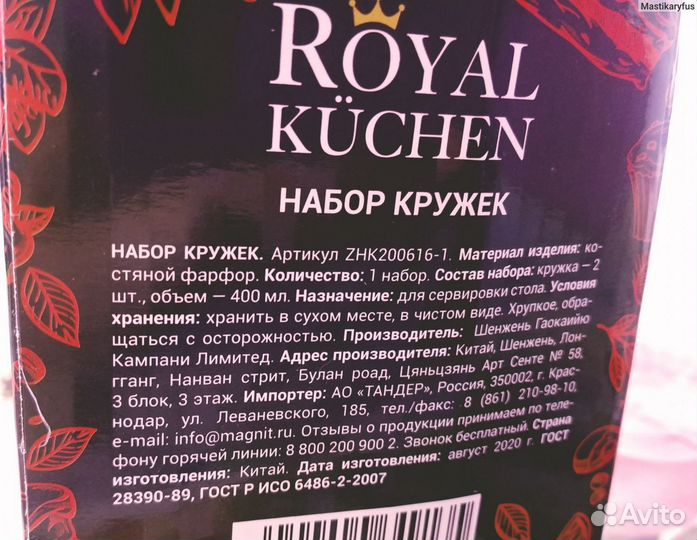 Mastikaryfus
ROYAL
KÜCHEN
НАБОР КРУЖЕК
НАБОР КРУЖЕК. Артикул ZHK200616-1. Материал изделия: ко-
стяной фарфор. Количество: 1 набор. Состав набора: кружка – 2
шт., объем – 400 мл. Назначение: для сервировки стола. Условия
хранения: хранить в сухом месте, в чистом виде. Хрупкое, обра-
щаться с осторожностью. Производитель: Шенжень Гаокаийю
Кампани Лимитед. Адрес производителя: Китай, Шенжень, Лон-
гганг, Нанван стрит, Булан роад, Цяньцзянь Арт Сенте № 58,
3 блок, 3 этаж. Импортер: АО «ТАНДЕР», Россия, 350002, г. Крас-
нодар, ул. Леваневского, 185, тел./факс: 8 (861) 210-98-10,
e-mail: info@magnit.ru. Отзывы о продукции принимаем по теле-
фону горячей линии: 8 800 200 900 2. Звонок бесплатный. Страна
изготовления: Китай. Дата изготовления: август 2020 г. ГОСТ
28390-89, ГОСТ Р ИСО 6486-2-2007
Avito